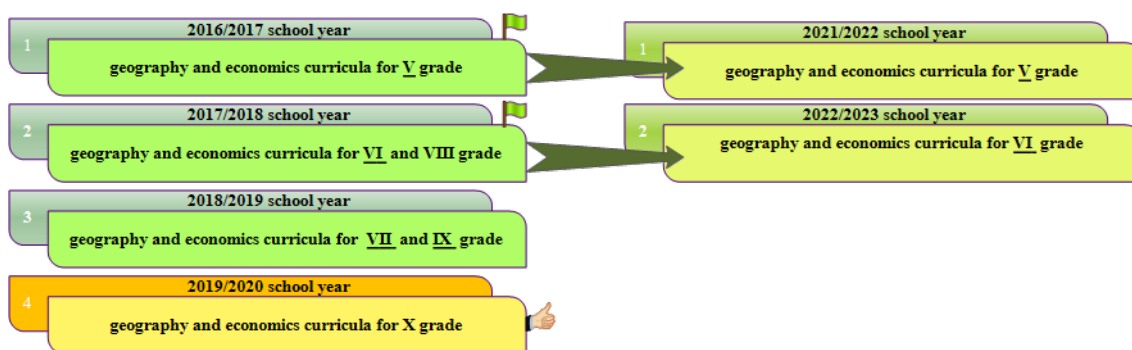 2016/2017 school year
1
geography and economics curricula for V grade
2017/2018 school year
2
geography and economics curricula for VI and VIII grade
2018/2019 school year
3
geography and economics curricula for VII and IX grade
2019/2020 school year
4
geography and economics curricula for X grade
2021/2022 school year
1
geography and economics curricula for V grade
2022/2023 school year
2
geography and economics curricula for VI grade